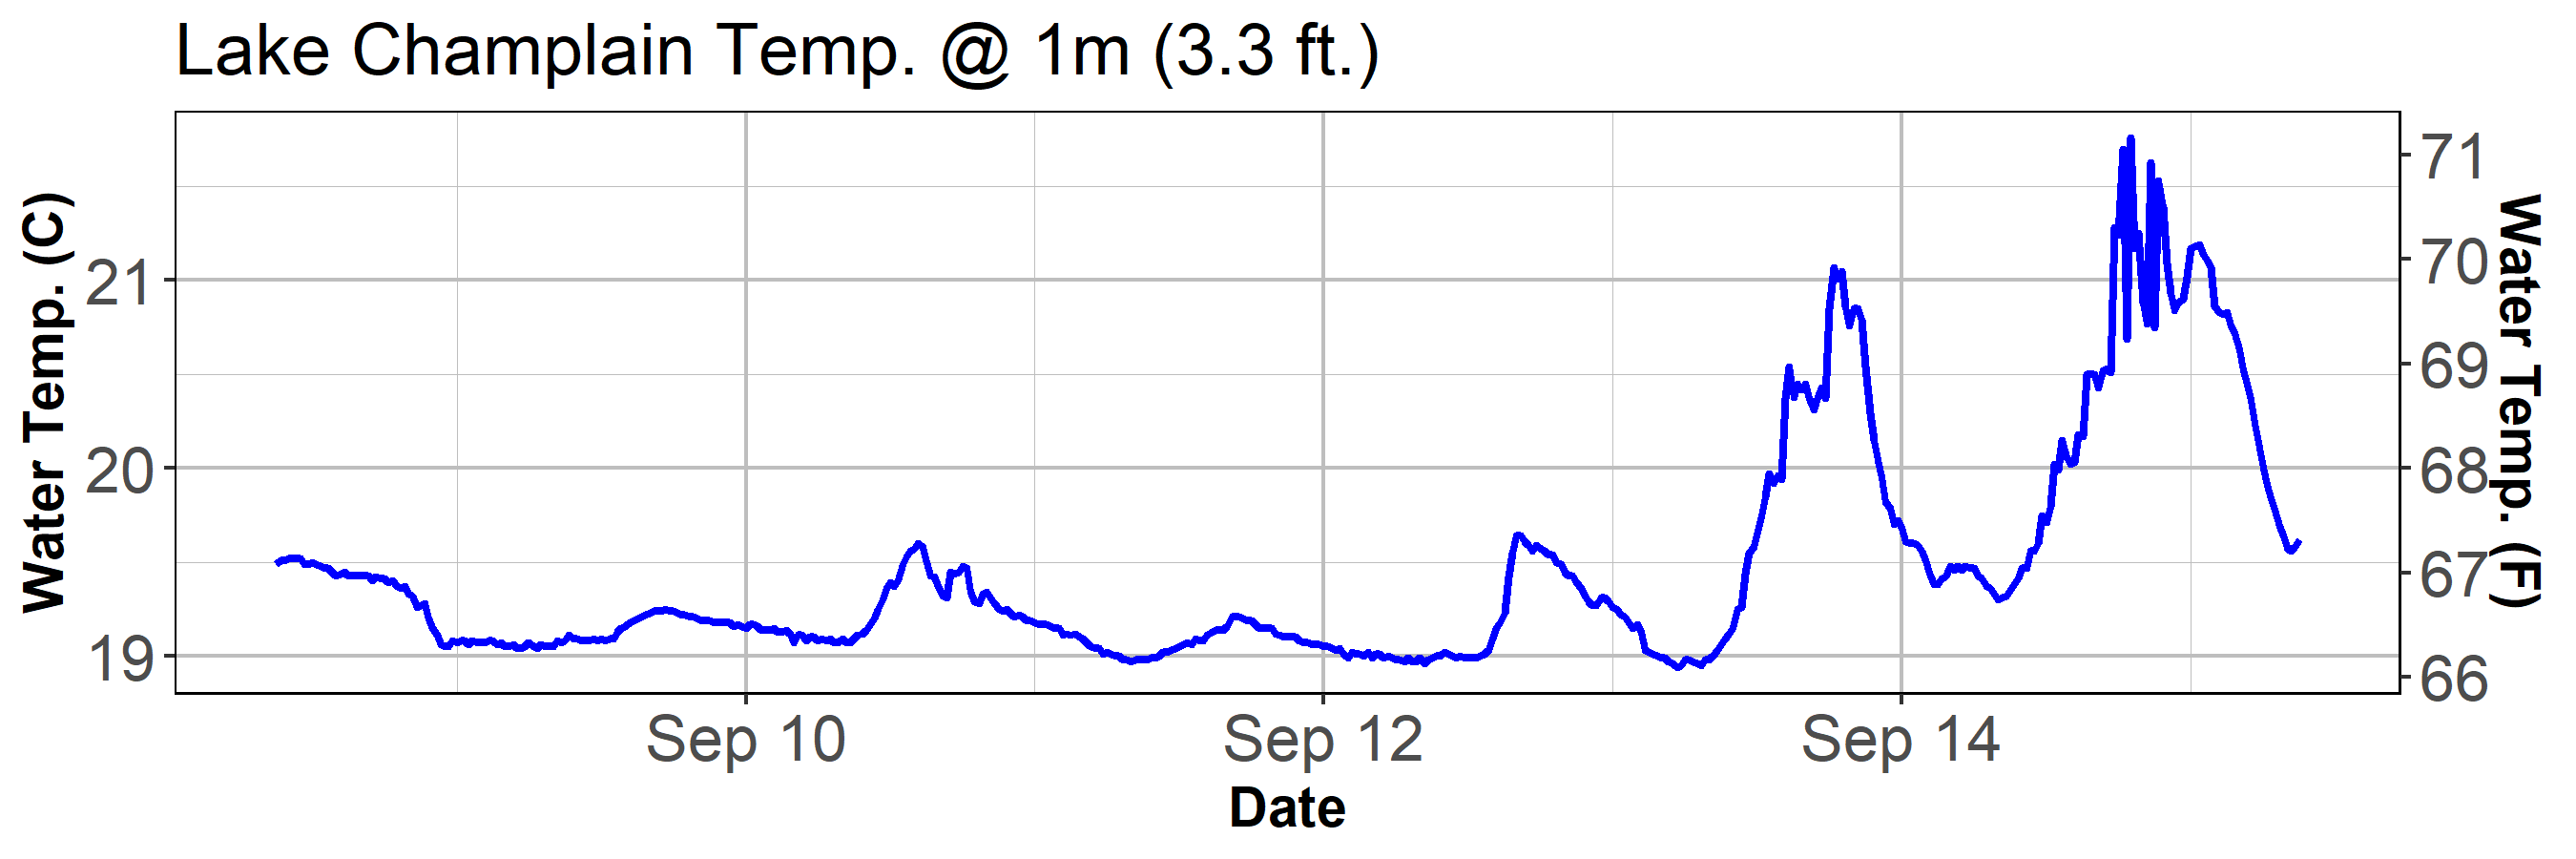 Lake Champlain Temp. @ 1m (3.3 ft.)
Water Temp. (C)
21
20
19
71
70
69
68
67
66
Water Temp. (F)
Sep 10
Sep 12
Sep 14
Date